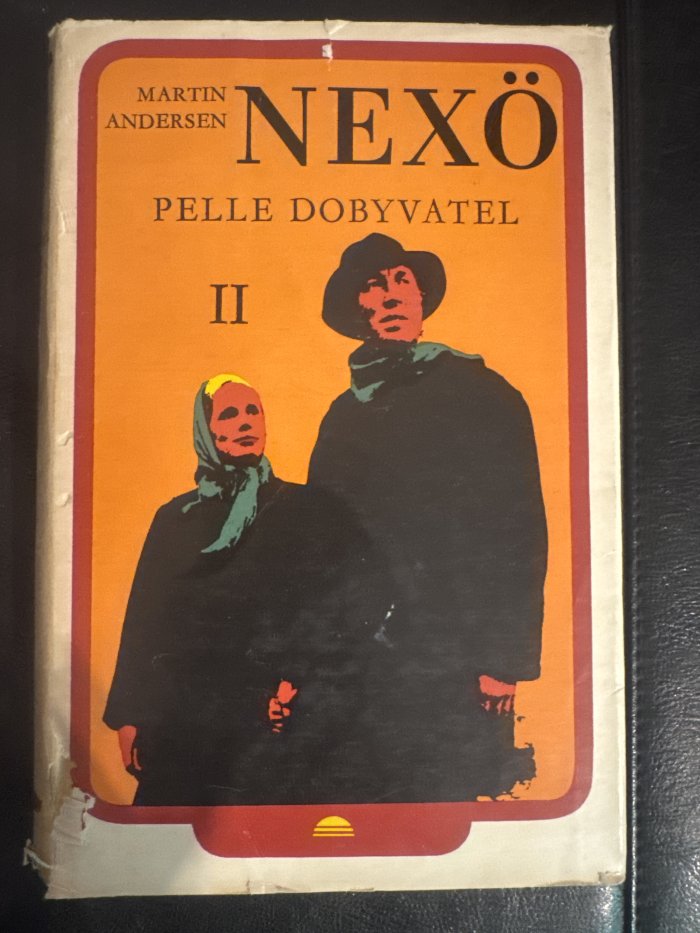 MARTIN
ANDERSEN
NEXÖ
PELLE DOBYVATEL
II